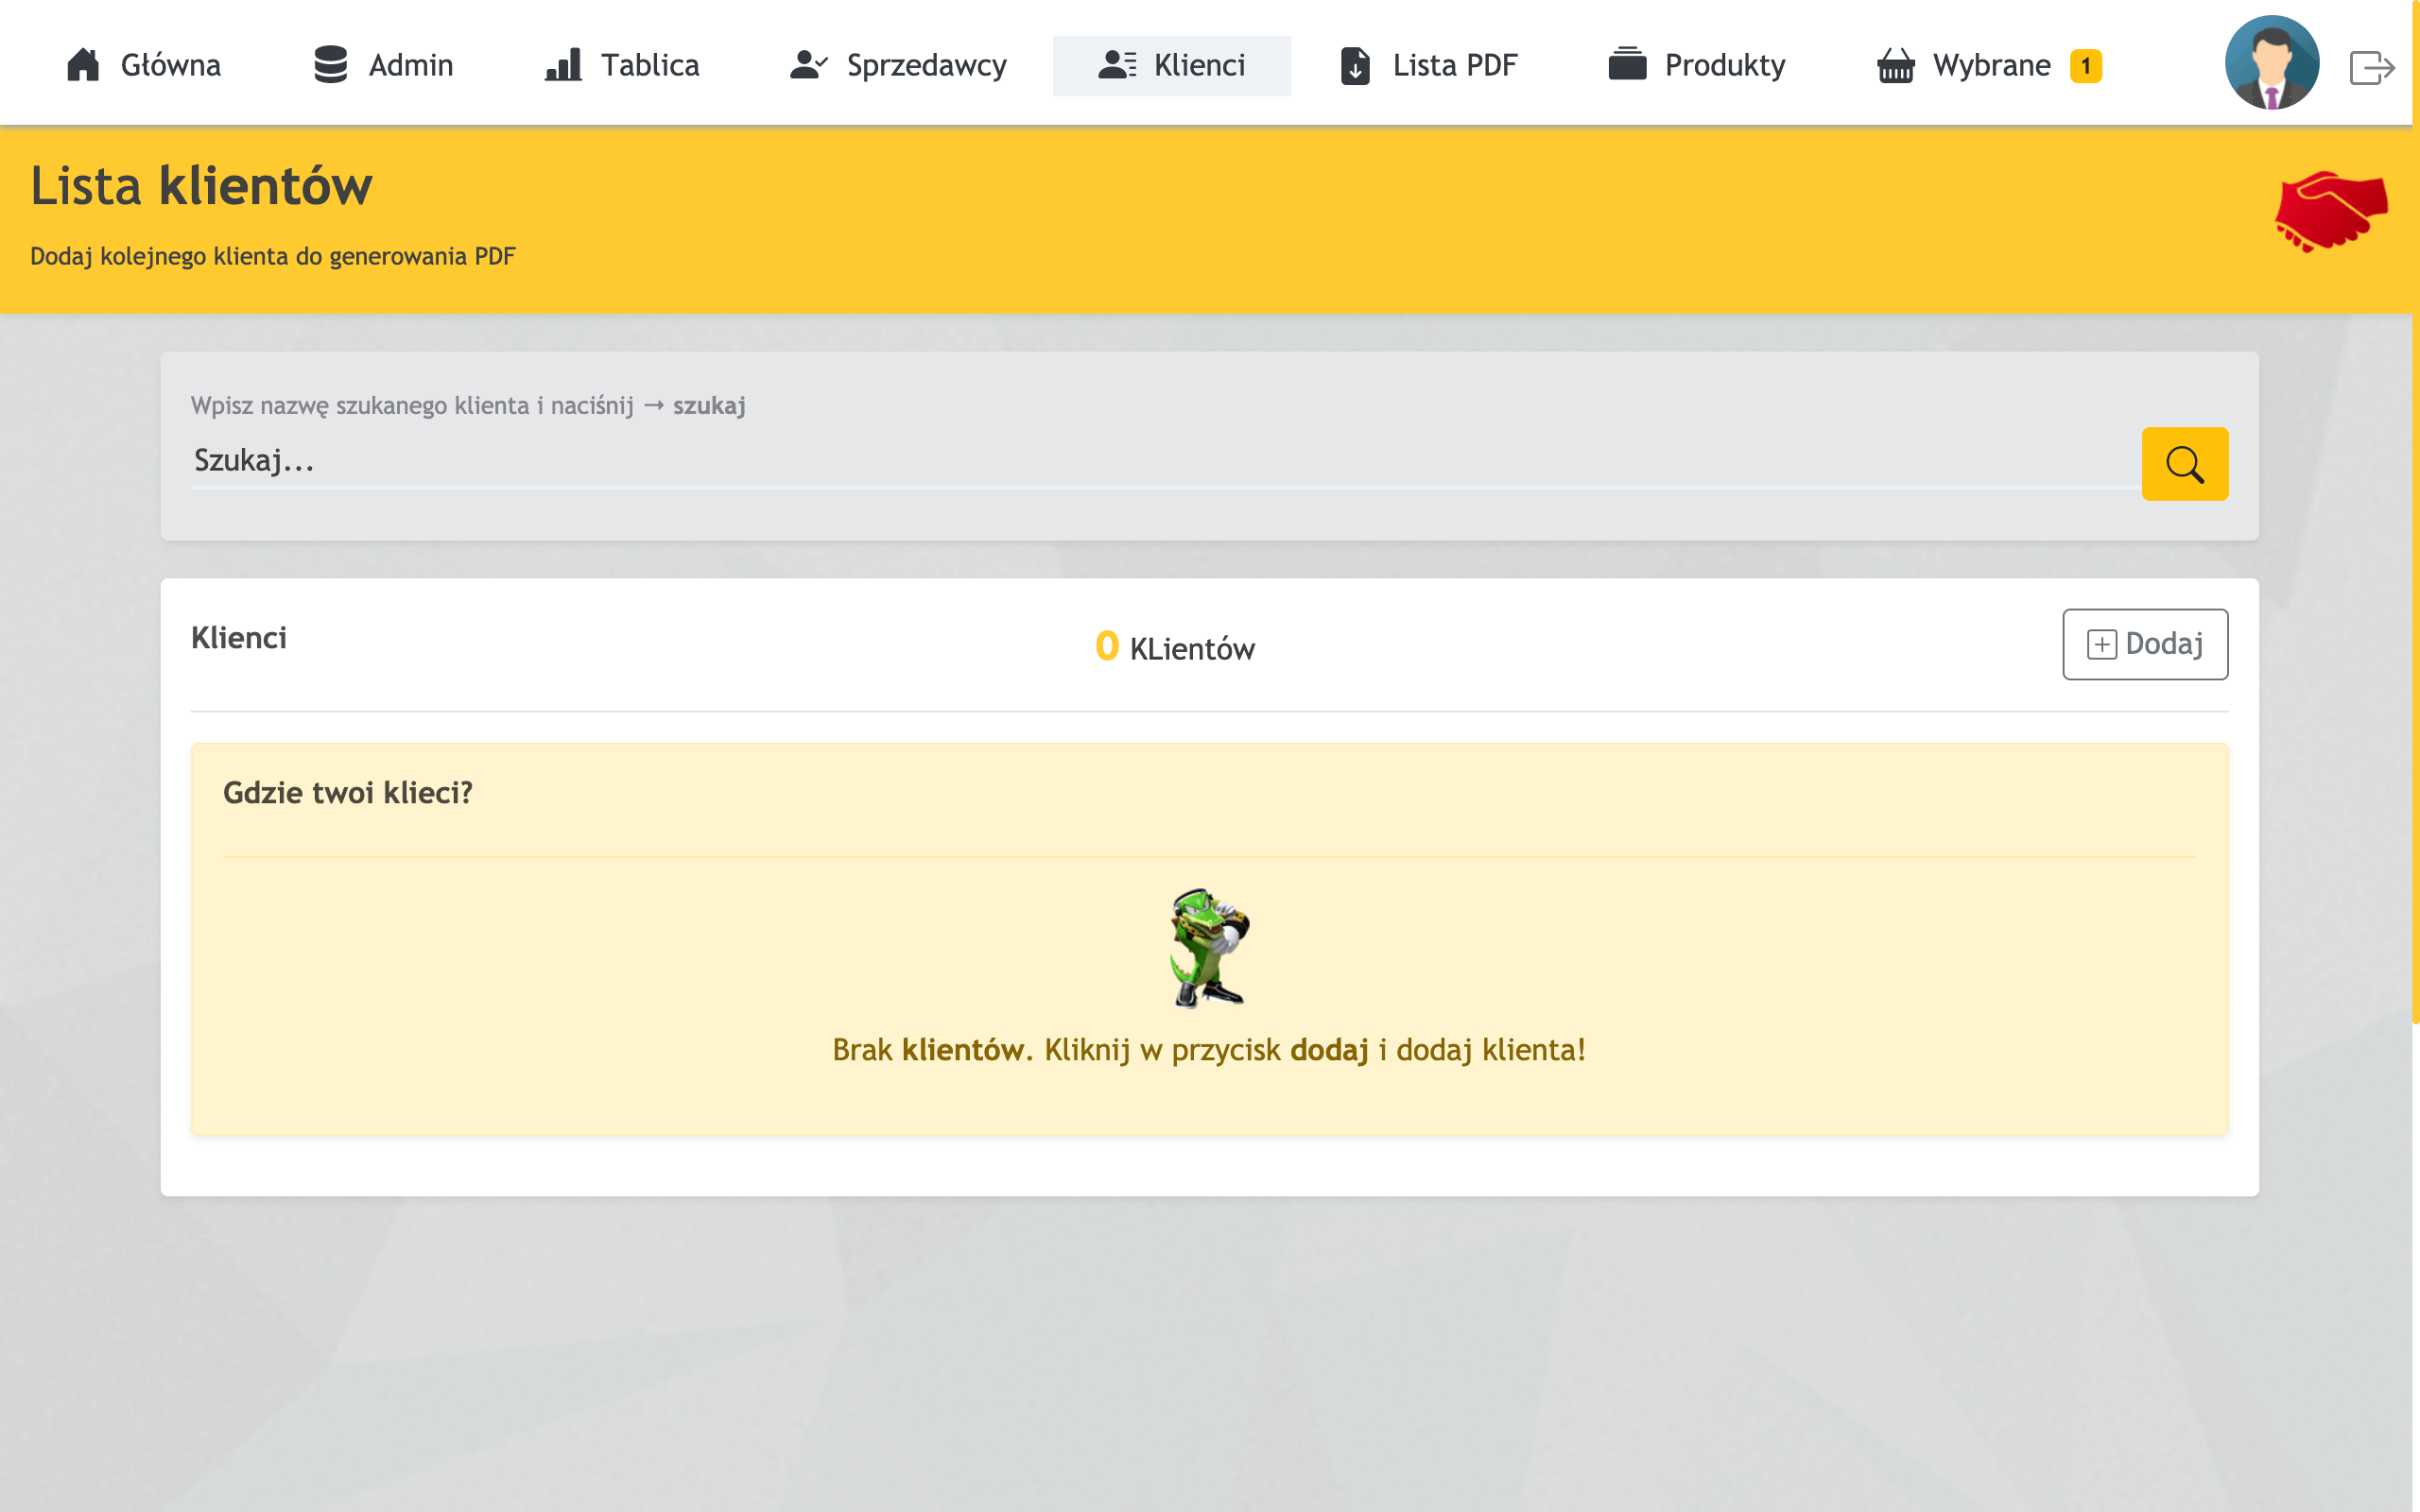 Główna Admin Tablica Sprzedawcy Klienci Lista PDF Produkty Wybrane 1
Lista klientów
Dodaj kolejnego klienta do generowania PDF
Wpisz nazwę szukanego klienta i naciśnij → szukaj
Szukaj...
Klienci 0 KLientów Dodaj
Gdzie twoi klieci?
Brak klientów. Kliknij w przycisk dodaj i dodaj klienta!